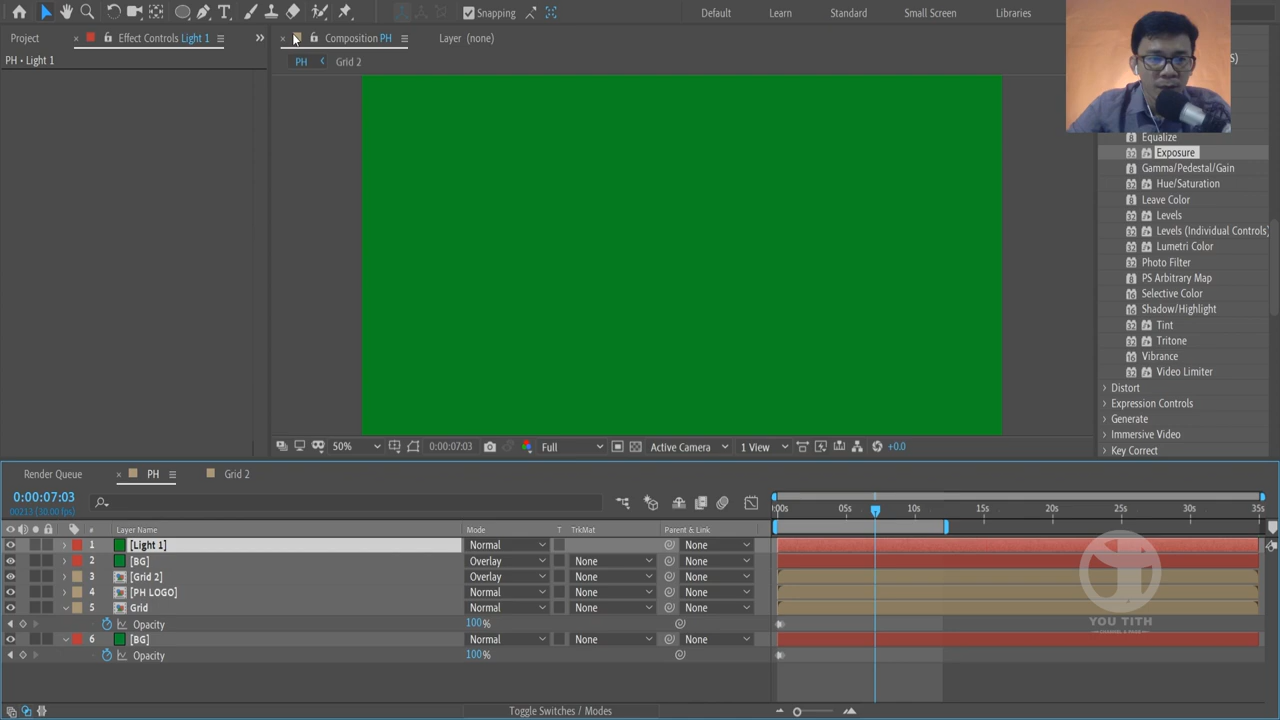 Snapping
Default
Learn
Standard
Small Screen
Libraries
Project
Effect Controls Light 1
Composition PH
Layer (none)
PH • Light 1
PH
Grid 2
S)
Equalize
Exposure
Gamma/Pedestal/Gain
Hue/Saturation
Leave Color
Levels
Levels (Individual Controls)
Lumetri Color
Photo Filter
PS Arbitrary Map
Selective Color
Shadow/Highlight
Tint
Tritone
Vibrance
Video Limiter
Distort
Expression Controls
Generate
Immersive Video
Key Correct
50%
0:00:07:03
Full
Active Camera
1 View
+0.0
Render Queue
PH
Grid 2
0:00:07:03
00213 (30.00 fps)
:00s
05s
10s
15s
20s
25s
30s
35s
#
Layer Name
Mode
T
TrkMat
Parent & Link
1
[Light 1]
Normal
None
2
[BG]
Overlay
None
None
3
[Grid 2]
Overlay
None
None
4
[PH LOGO]
Normal
None
None
5
Grid
Normal
None
None
Opacity
100%
6
[BG]
Normal
None
None
Opacity
100%
YOU TITH
Toggle Switches / Modes